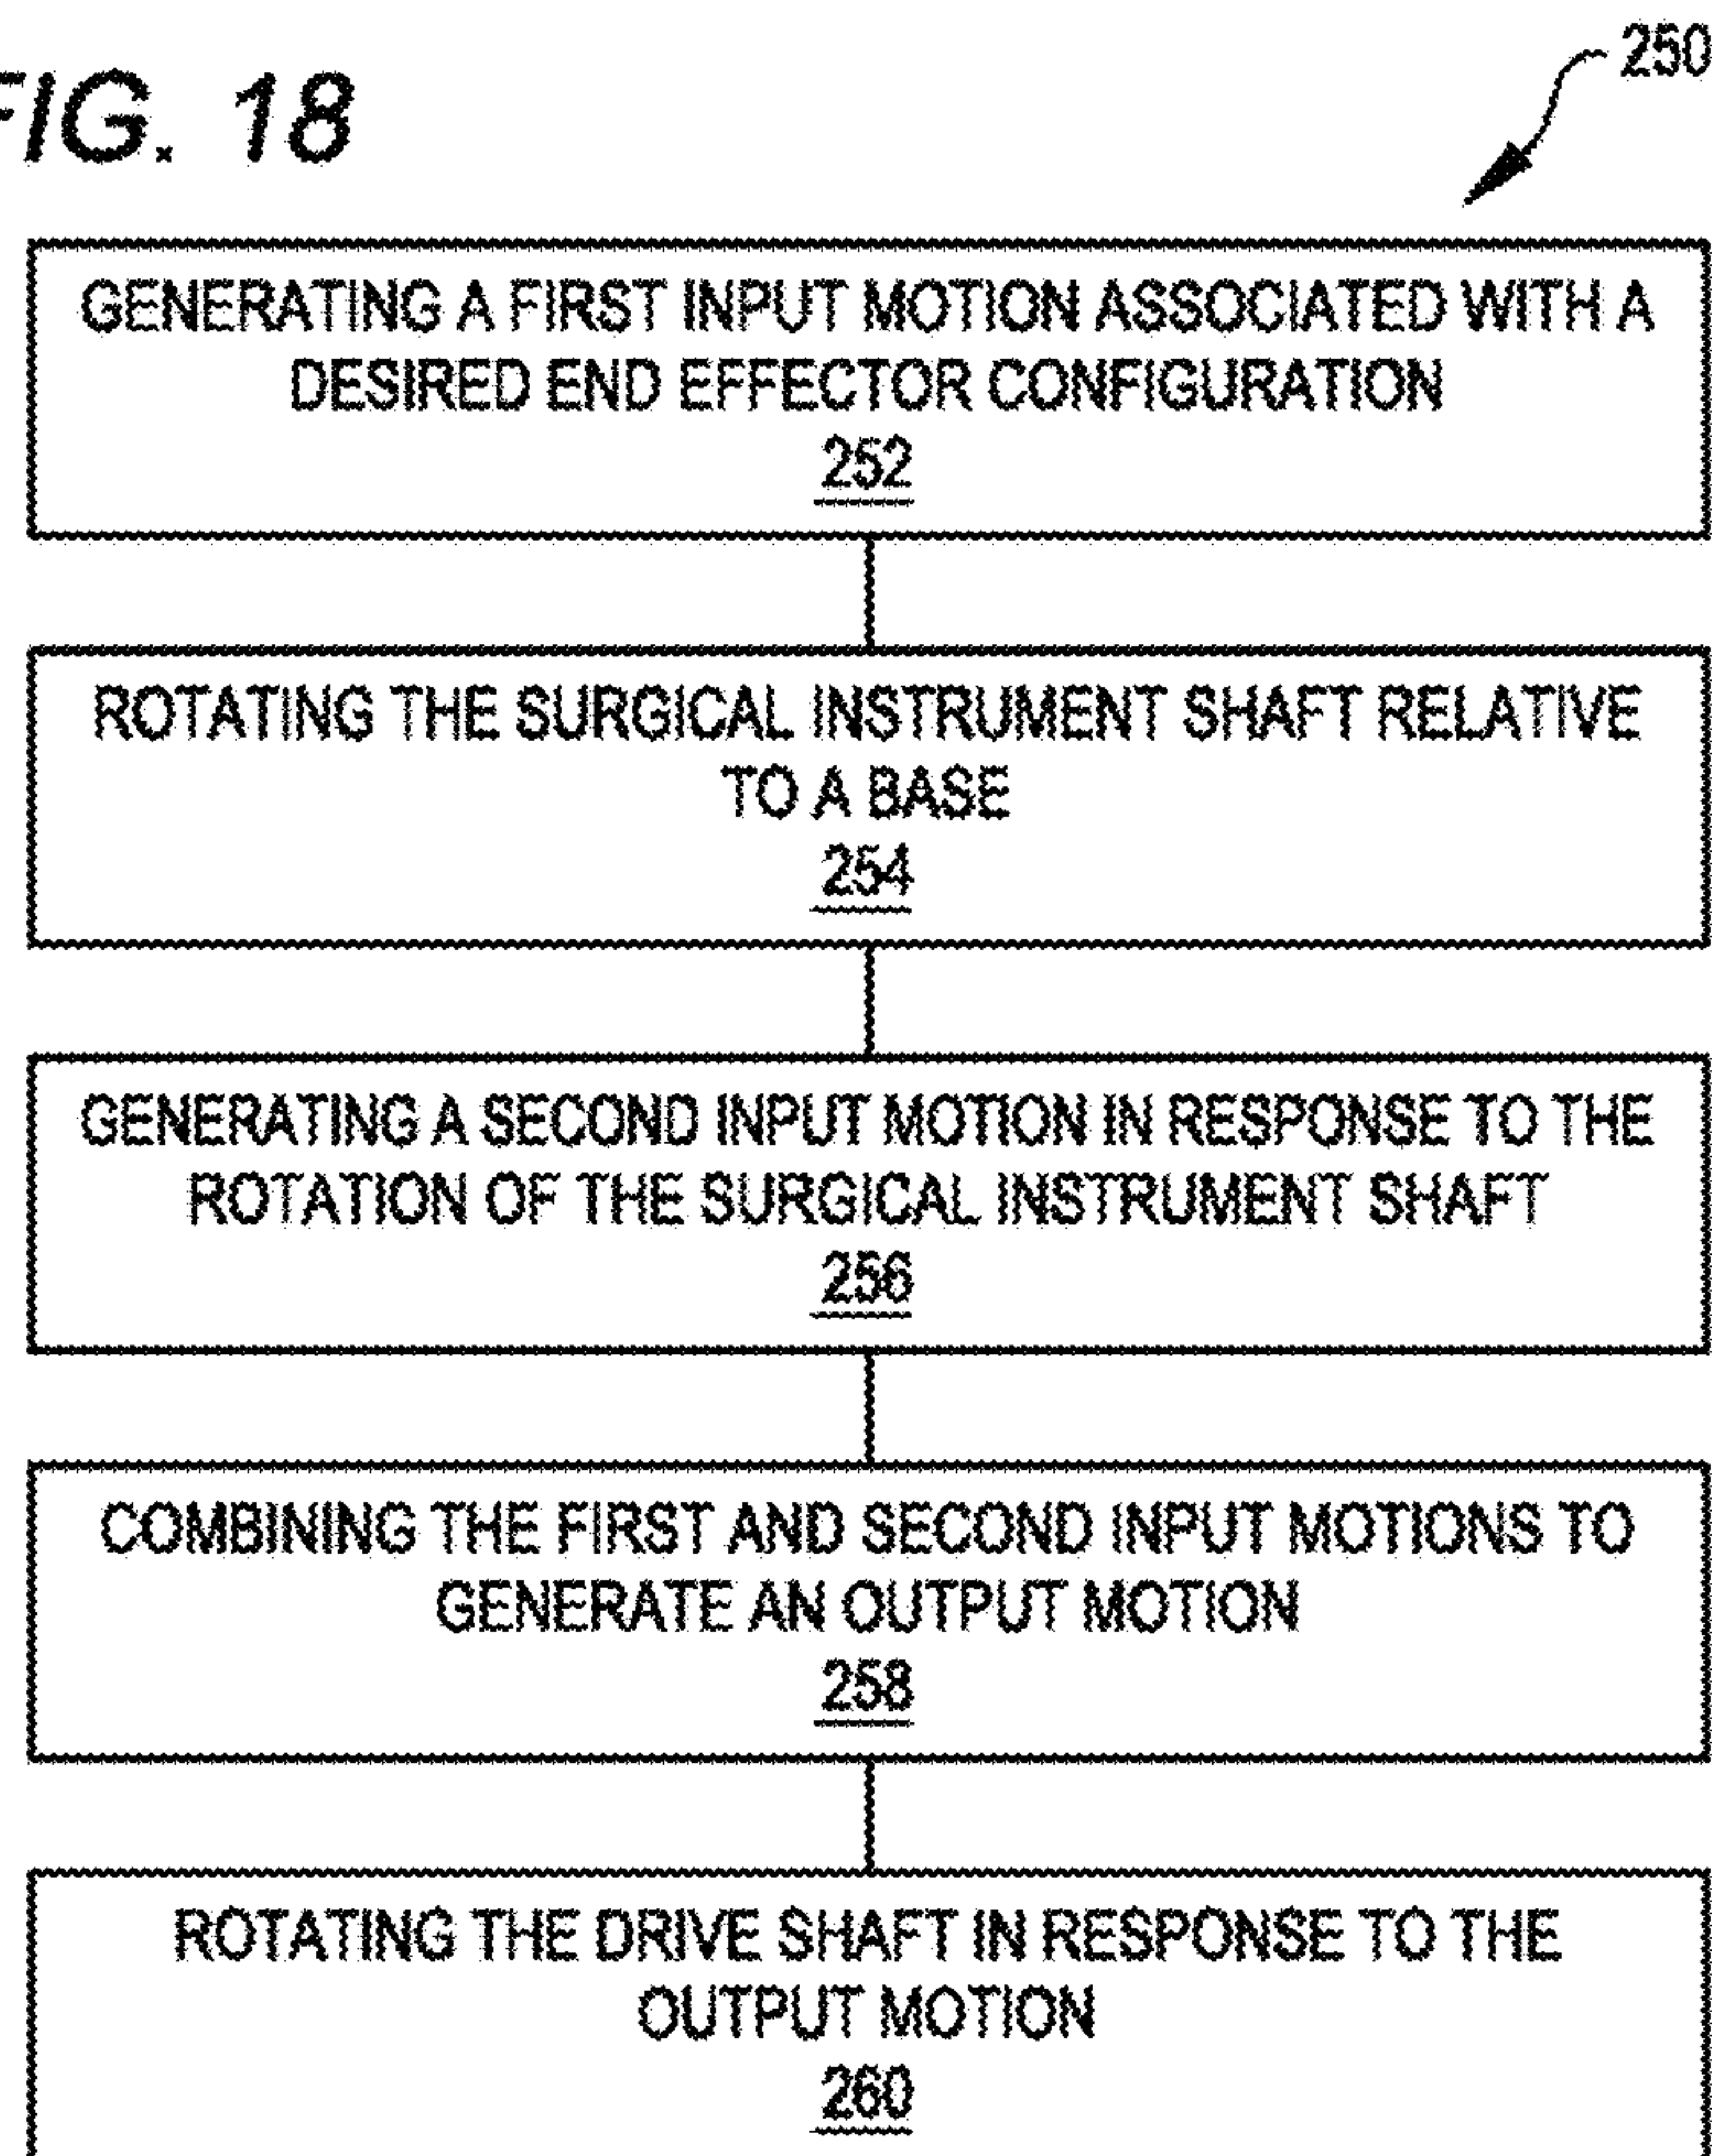 FIG. 18
250
GENERATING A FIRST INPUT MOTION ASSOCIATED WITH A
DESIRED END EFFECTOR CONFIGURATION
252
ROTATING THE SURGICAL INSTRUMENT SHAFT RELATIVE
TO A BASE
254
GENERATING A SECOND INPUT MOTION IN RESPONSE TO THE
ROTATION OF THE SURGICAL INSTRUMENT SHAFT
256
COMBINING THE FIRST AND SECOND INPUT MOTIONS TO
GENERATE AN OUTPUT MOTION
258
ROTATING THE DRIVE SHAFT IN RESPONSE TO THE
OUTPUT MOTION
260